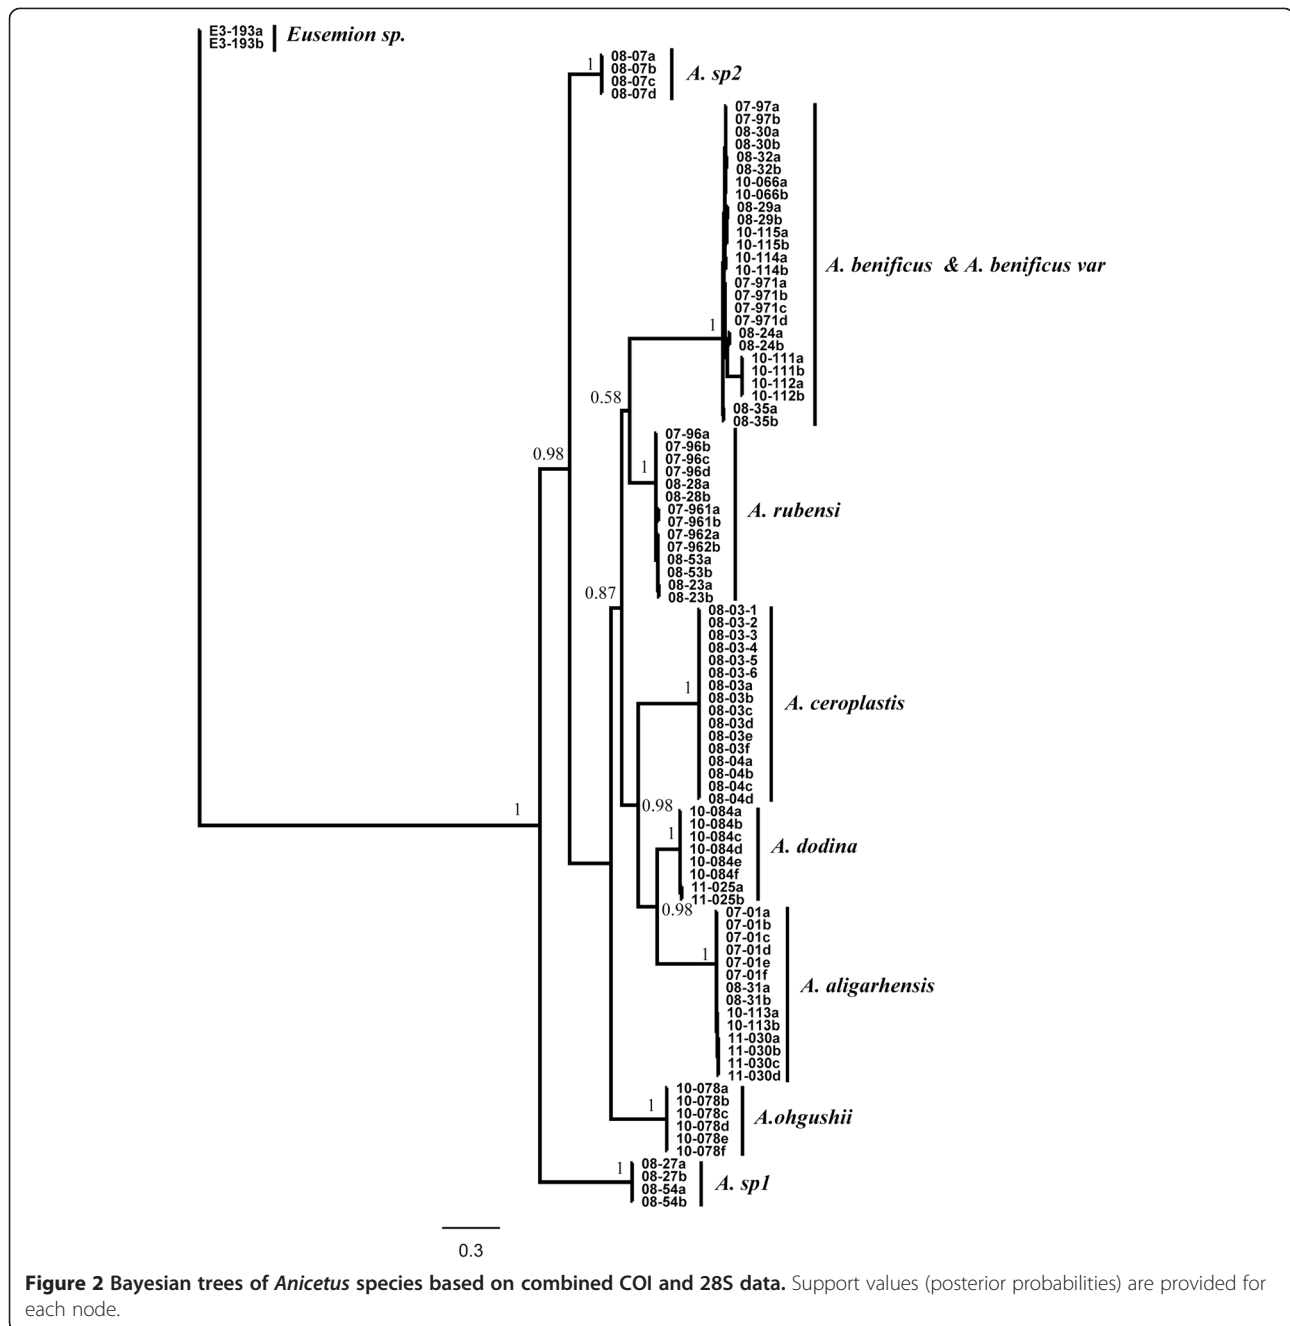 E3-193a
E3-193b
Eusemion sp.
08-07a
08-07b
08-07c
08-07d
1
A. sp2
07-97a
07-97b
08-30a
08-30b
08-32a
08-32b
10-066a
10-066b
08-29a
08-29b
10-115a
10-115b
10-114a
10-114b
07-971a
07-971b
07-971c
07-971d
08-24a
08-24b
10-111a
10-111b
10-112a
10-112b
08-35a
08-35b
1
A. benificus & A. benificus var
0.58
0.98
07-96a
07-96b
07-96c
07-96d
08-28a
08-28b
07-961a
07-961b
07-962a
07-962b
08-53a
08-53b
08-23a
08-23b
1
A. rubensi
0.87
08-03-1
08-03-2
08-03-3
08-03-4
08-03-5
08-03-6
08-03a
08-03b
08-03c
08-03d
08-03e
08-03f
08-04a
08-04b
08-04c
08-04d
1
A. ceroplastis
0.98
10-084a
10-084b
10-084c
10-084d
10-084e
10-084f
11-025a
11-025b
1
A. dodina
1
0.98
07-01a
07-01b
07-01c
07-01d
07-01e
07-01f
08-31a
08-31b
10-113a
10-113b
11-030a
11-030b
11-030c
11-030d
1
A. aligarhensis
10-078a
10-078b
10-078c
10-078d
10-078e
10-078f
1
A.ohgushii
08-27a
08-27b
08-54a
08-54b
1
A. sp1
0.3
Figure 2 Bayesian trees of Anicetus species based on combined COI and 28S data. Support values (posterior probabilities) are provided for
each node.